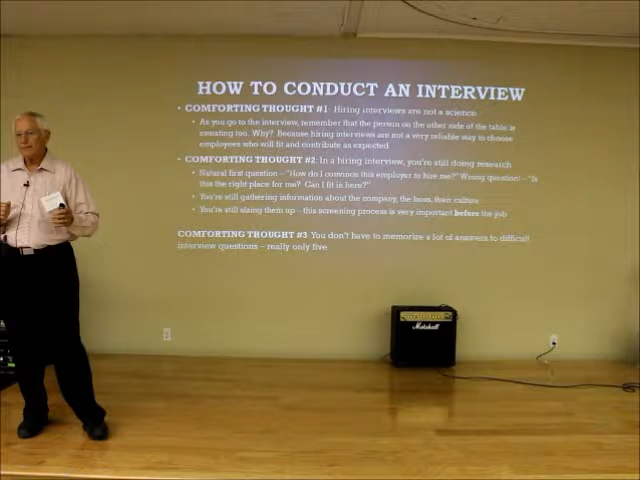 HOW TO CONDUCT AN INTERVIEW
• COMFORTING THOUGHT #1: Hiring interviews are not a science
• As you go to the interview, remember that the person on the other side of the table is
sweating too. Why? Because hiring interviews are not a very reliable way to choose
employees who will fit and contribute as expected
• COMFORTING THOUGHT #2: In a hiring interview, you're still doing research
• Natural first question – "How do I convince this employer to hire me?" Wrong question! – "Is
this the right place for me? Can I fit in here?"
• You're still gathering information about the company, the boss, their culture
• You're still sizing them up – this screening process is very important before the job
COMFORTING THOUGHT #3 You don't have to memorize a lot of answers to difficult
interview questions – really only five
Marshall